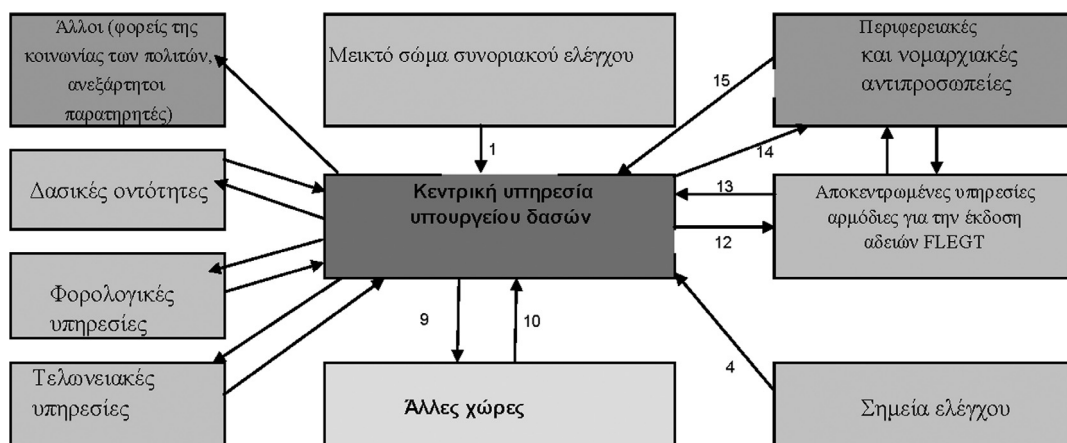 Άλλοι (φορείς της
κοινωνίας των πολιτών,
ανεξάρτητοι
παρατηρητές)
Μεικτό σώμα συνοριακού ελέγχου
Περιφερειακές
και νομαρχιακές
αντιπροσωπείες
15
1
14
Δασικές οντότητες
Κεντρική υπηρεσία
υπουργείου δασών
13
12
Αποκεντρωμένες υπηρεσίες
αρμόδιες για την έκδοση
αδειών FLEGT
Φορολογικές
υπηρεσίες
9
10
4
Τελωνειακές
υπηρεσίες
Άλλες χώρες
Σημεία ελέγχου